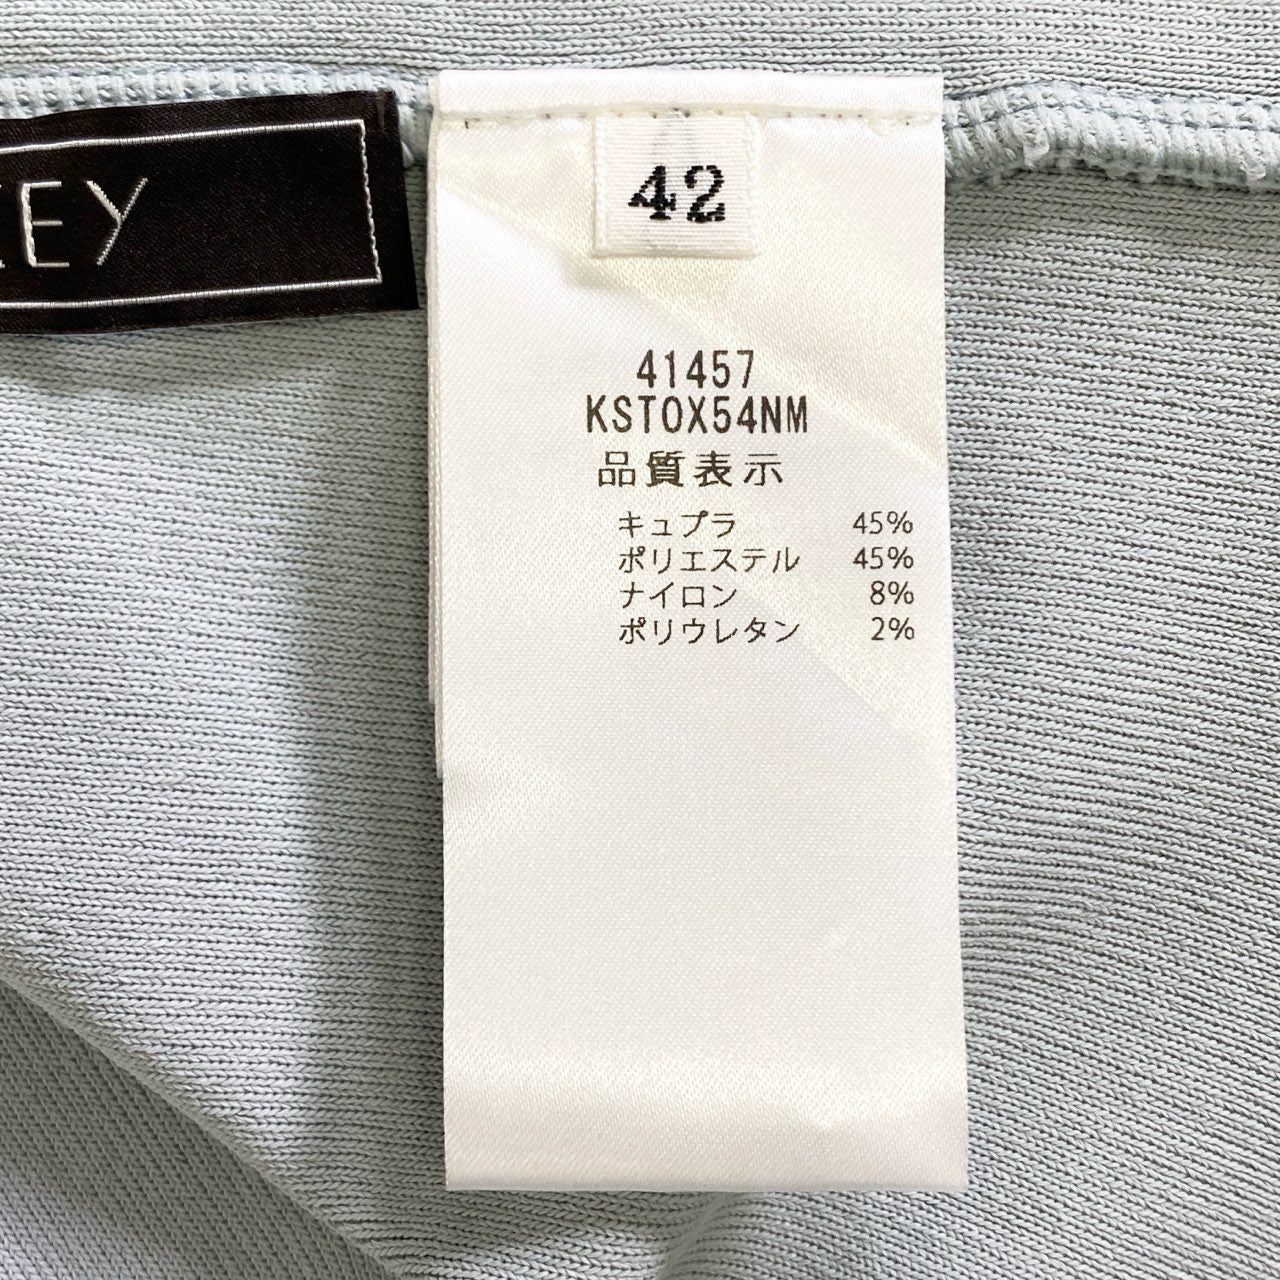 EY
42
41457
KSTOX54NM
品質表示
キュプラ 45%
ポリエステル 45%
ナイロン 8%
ポリウレタン 2%